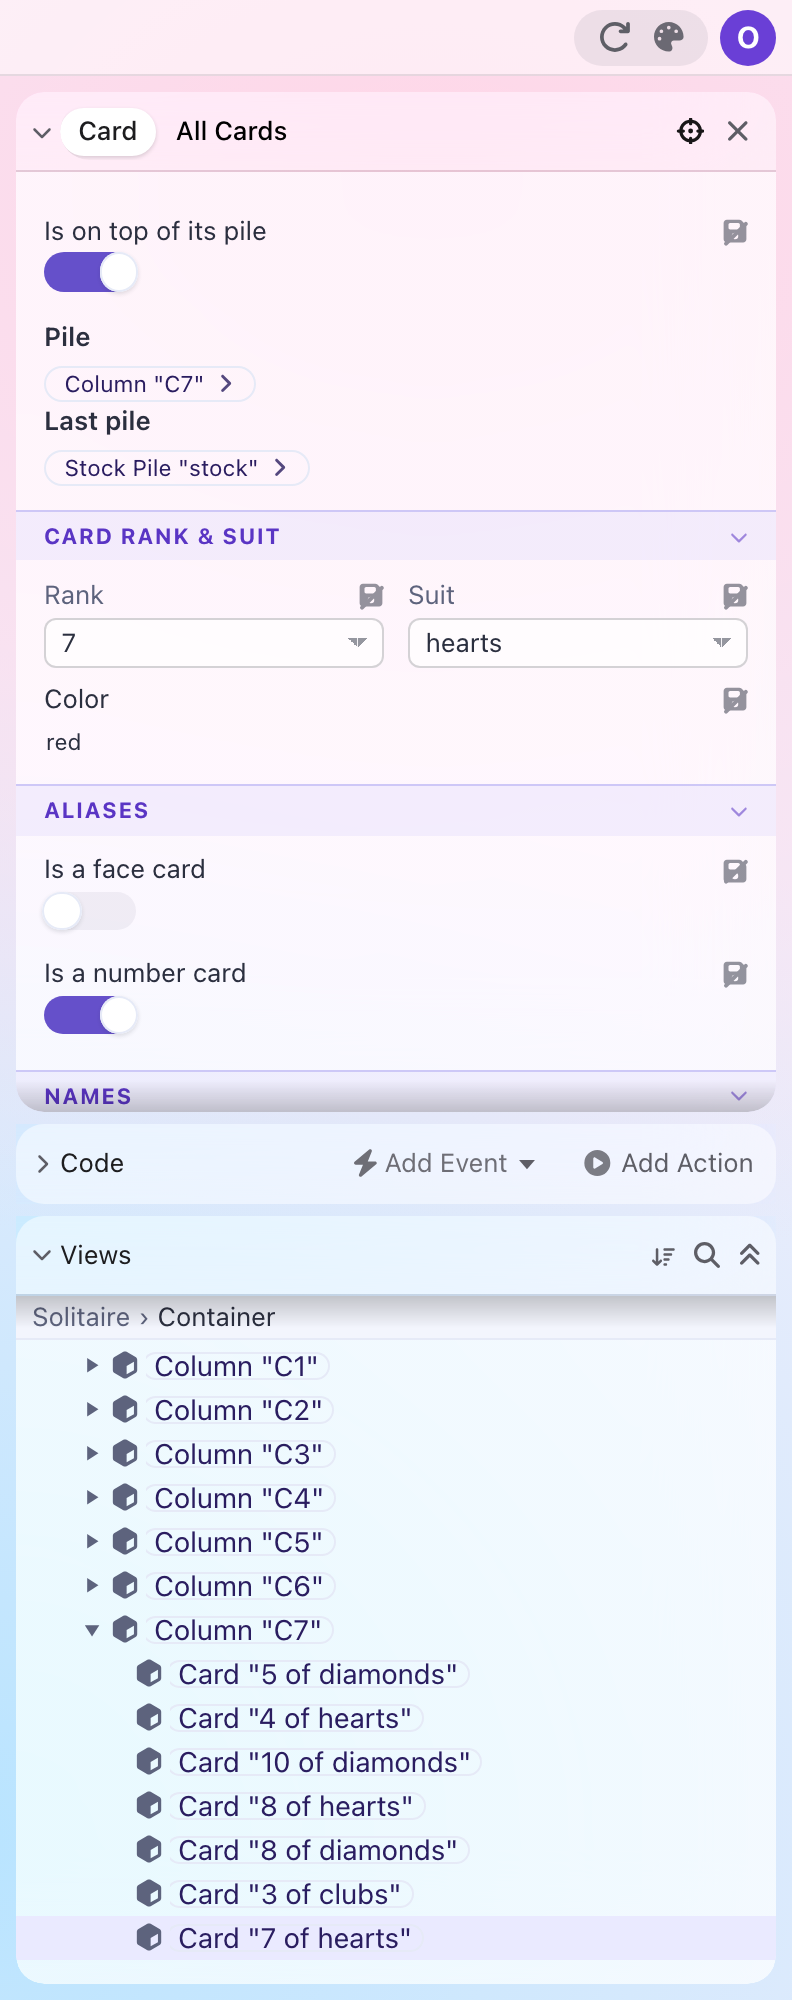 O
Card All Cards
Is on top of its pile
Pile
Column "C7"
Last pile
Stock Pile "stock"
CARD RANK & SUIT
Rank Suit
7 hearts
Color
red
ALIASES
Is a face card
Is a number card
NAMES
Code Add Event Add Action
Views
Solitaire › Container
Column "C1"
Column "C2"
Column "C3"
Column "C4"
Column "C5"
Column "C6"
Column "C7"
Card "5 of diamonds"
Card "4 of hearts"
Card "10 of diamonds"
Card "8 of hearts"
Card "8 of diamonds"
Card "3 of clubs"
Card "7 of hearts"